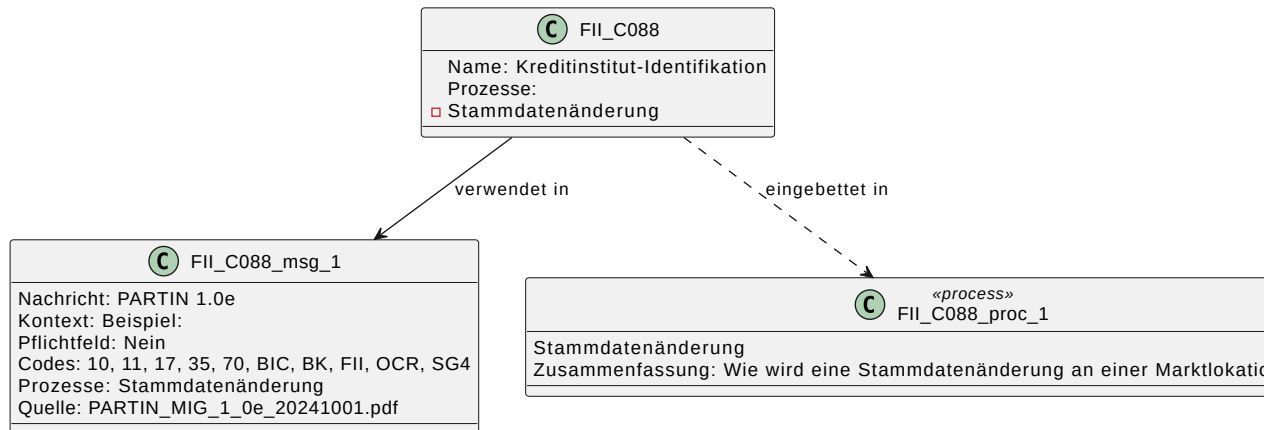 C FII_C088
Name: Kreditinstitut-Identifikation
Prozesse:
Stammdatenänderung
verwendet in
eingebettet in
C FII_C088_msg_1
Nachricht: PARTIN 1.0e
Kontext: Beispiel:
Pflichtfeld: Nein
Codes: 10, 11, 17, 35, 70, BIC, BK, FII, OCR, SG4
Prozesse: Stammdatenänderung
Quelle: PARTIN_MIG_1_0e_20241001.pdf
«process»
C FII_C088_proc_1
Stammdatenänderung
Zusammenfassung: Wie wird eine Stammdatenänderung an einer Marktlokatio